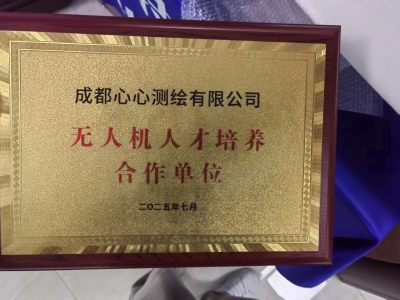 成都心心测绘有限公司
无人机人才培养
合作单位
二〇二五年七月